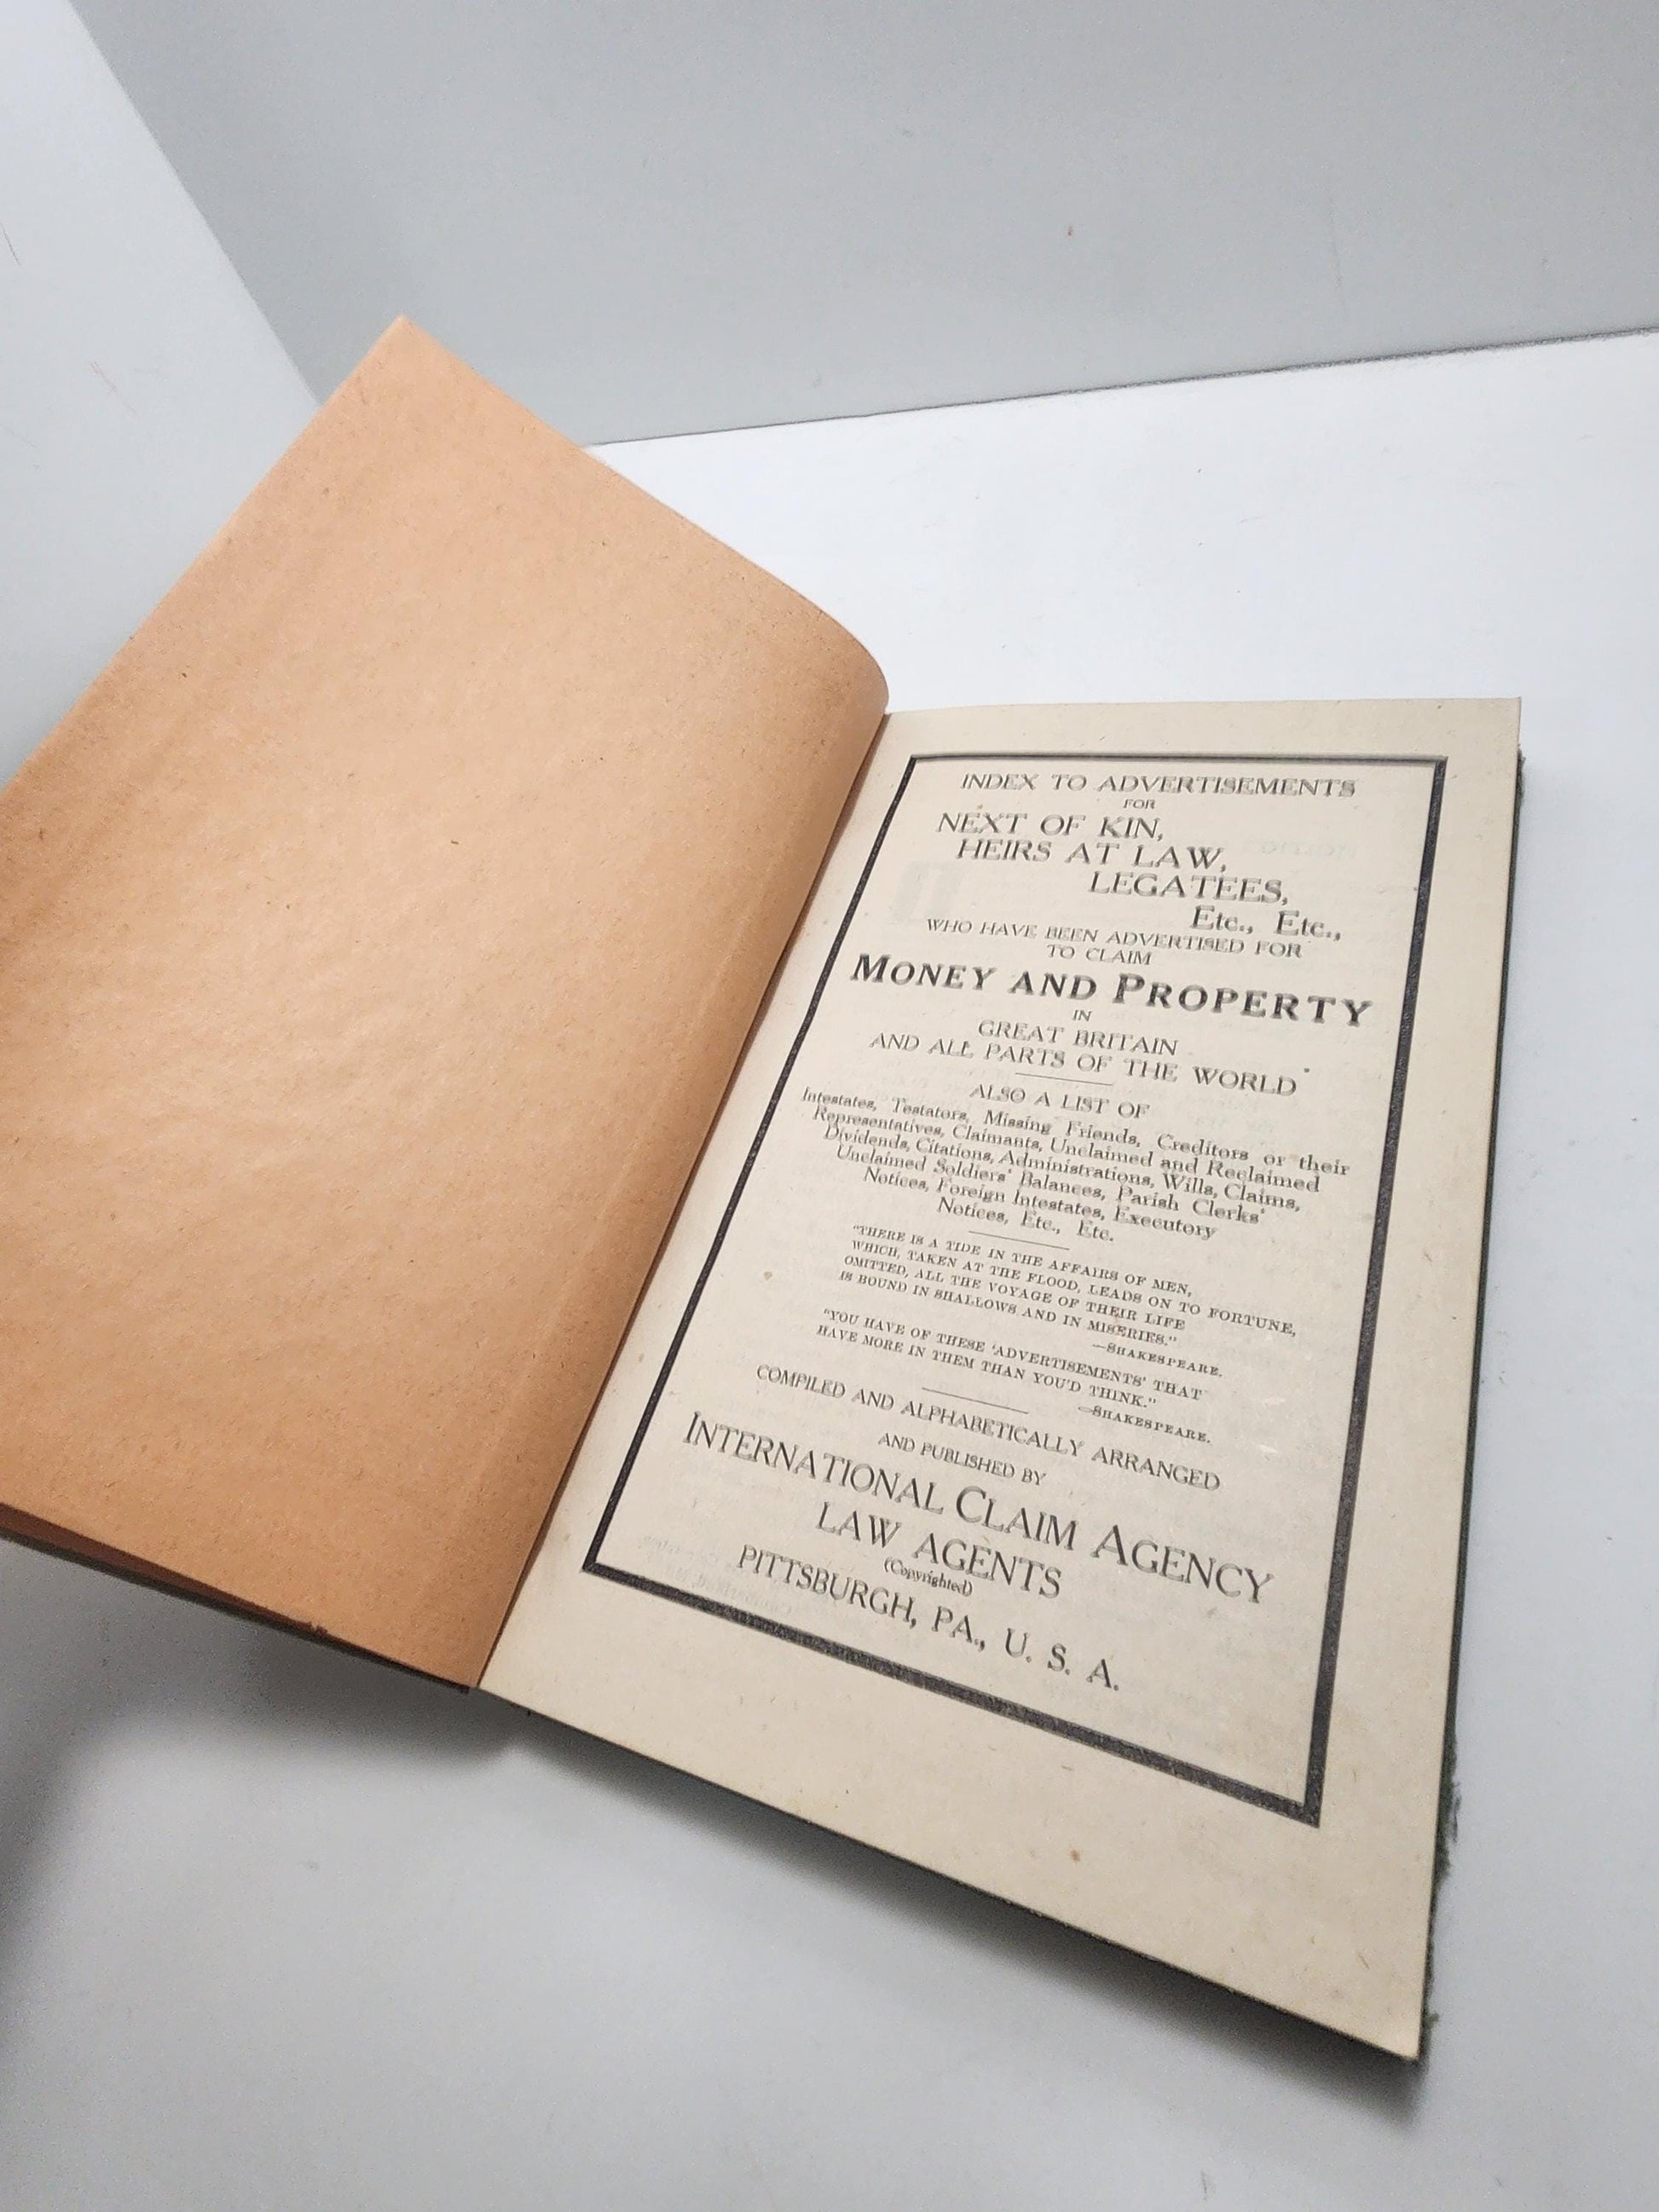 INDEX TO ADVERTISEMENTS
FOR
NEXT OF KIN,
HEIRS AT LAW,
LEGATEES,
Etc., Etc.,
WHO HAVE BEEN ADVERTISED FOR
TO CLAIM
MONEY AND PROPERTY
IN
GREAT BRITAIN
AND ALL PARTS OF THE WORLD
ALSO A LIST OF
Intestates, Testators, Missing Friends, Creditors or their
Representatives, Claimants, Unclaimed and Reclaimed
Dividends, Citations, Administrations, Wills, Claims,
Unclaimed Soldiers' Balances, Parish Clerks'
Notices, Foreign Intestates, Executory
Notices, Etc., Etc.
"THERE IS A TIDE IN THE AFFAIRS OF MEN,
WHICH, TAKEN AT THE FLOOD, LEADS ON TO FORTUNE,
OMITTED, ALL THE VOYAGE OF THEIR LIFE
IS BOUND IN SHALLOWS AND IN MISERIES."
—SHAKESPEARE.
"YOU HAVE OF THESE 'ADVERTISEMENTS' THAT
HAVE MORE IN THEM THAN YOU'D THINK."
—SHAKESPEARE.
COMPILED AND ALPHABETICALLY ARRANGED
AND PUBLISHED BY
INTERNATIONAL CLAIM AGENCY
LAW AGENTS
(Copyrighted)
PITTSBURGH, PA., U. S. A.